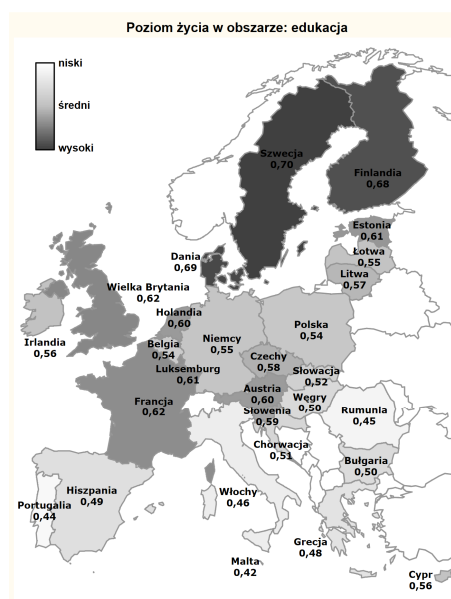 Poziom życia w obszarze: edukacja
niski
średni
wysoki
Szwecja
0,70
Finlandia
0,68
Estonia
0,61
Łotwa
0,55
Litwa
0,57
Dania
0,69
Wielka Brytania
0,62
Holandia
0,60
Irlandia
0,56
Belgia
0,54
Niemcy
0,55
Polska
0,54
Luksemburg
0,61
Czechy
0,58
Słowacja
0,52
Austria
0,60
Węgry
0,50
Słowenia
0,59
Francja
0,62
Rumunia
0,45
Chorwacja
0,51
Bułgaria
0,50
Hiszpania
0,49
Portugalia
0,44
Włochy
0,46
Grecja
0,48
Malta
0,42
Cypr
0,56